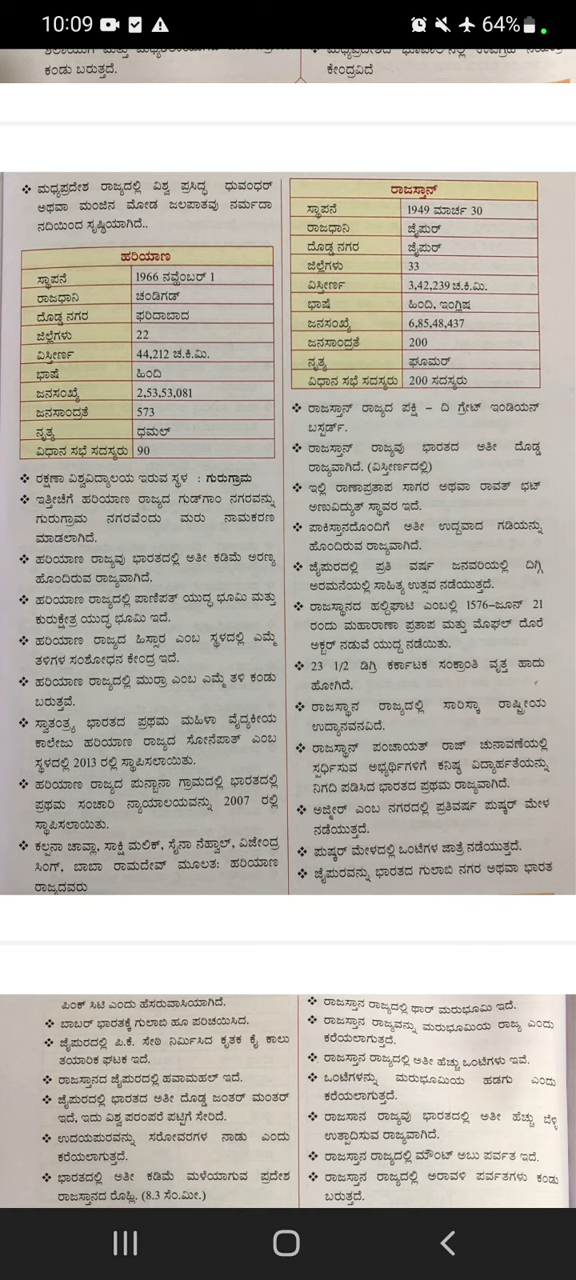 10:09
64%
ಕಂಡು ಬರುತ್ತದೆ.
ಕೇಂದ್ರವಿದೆ
❖ ಮಧ್ಯಪ್ರದೇಶ ರಾಜ್ಯದಲ್ಲಿ ವಿಶ್ವ ಪ್ರಸಿದ್ಧ ಧುವಂಧರ್
ಅಥವಾ ಮಂಜಿನ ಮೋಡ ಜಲಪಾತವು ನರ್ಮದಾ
ನದಿಯಿಂದ ಸೃಷ್ಟಿಯಾಗಿದೆ..
ಹರಿಯಾಣ
ಸ್ಥಾಪನೆ 1966 ನವ್ಹೆಂಬರ್ 1
ರಾಜಧಾನಿ ಚಂಡಿಗಡ್
ದೊಡ್ಡ ನಗರ ಫರಿದಾಬಾದ
ಜಿಲ್ಲೆಗಳು 22
ವಿಸ್ತೀರ್ಣ 44,212 ಚ.ಕಿ.ಮಿ.
ಭಾಷೆ ಹಿಂದಿ
ಜನಸಂಖ್ಯೆ 2,53,53,081
ಜನಸಾಂದ್ರತೆ 573
ನೃತ್ಯ ಧಮಲ್
ವಿಧಾನ ಸಭೆ ಸದಸ್ಯರು 90
❖ ರಕ್ಷಣಾ ವಿಶ್ವವಿದ್ಯಾಲಯ ಇರುವ ಸ್ಥಳ : ಗುರುಗ್ರಾಮ
❖ ಇತ್ತೀಚೆಗೆ ಹರಿಯಾಣ ರಾಜ್ಯದ ಗುಡ್‌ಗಾಂ ನಗರವನ್ನು
ಗುರುಗ್ರಾಮ ನಗರವೆಂದು ಮರು ನಾಮಕರಣ
ಮಾಡಲಾಗಿದೆ.
❖ ಹರಿಯಾಣ ರಾಜ್ಯವು ಭಾರತದಲ್ಲಿ ಅತೀ ಕಡಿಮೆ ಅರಣ್ಯ
ಹೊಂದಿರುವ ರಾಜ್ಯವಾಗಿದೆ.
❖ ಹರಿಯಾಣ ರಾಜ್ಯದಲ್ಲಿ ಪಾಣಿಪತ್ ಯುದ್ಧ ಭೂಮಿ ಮತ್ತು
ಕುರುಕ್ಷೇತ್ರ ಯುದ್ಧ ಭೂಮಿ ಇದೆ.
❖ ಹರಿಯಾಣ ರಾಜ್ಯದ ಹಿಸ್ಸಾರ ಎಂಬ ಸ್ಥಳದಲ್ಲಿ ಎಮ್ಮೆ
ತಳಿಗಳ ಸಂಶೋಧನ ಕೇಂದ್ರ ಇದೆ.
❖ ಹರಿಯಾಣ ರಾಜ್ಯದಲ್ಲಿ ಮುರ‍್ರಾ ಎಂಬ ಎಮ್ಮೆ ತಳಿ ಕಂಡು
ಬರುತ್ತವೆ.
❖ ಸ್ವಾತಂತ್ರ್ಯ ಭಾರತದ ಪ್ರಥಮ ಮಹಿಳಾ ವೈದ್ಯಕೀಯ
ಕಾಲೇಜು ಹರಿಯಾಣ ರಾಜ್ಯದ ಸೋನೆಪಾತ್ ಎಂಬ
ಸ್ಥಳದಲ್ಲಿ 2013 ರಲ್ಲಿ ಸ್ಥಾಪಿಸಲಾಯಿತು.
❖ ಹರಿಯಾಣ ರಾಜ್ಯದ ಪುನ್ಹಾನಾ ಗ್ರಾಮದಲ್ಲಿ ಭಾರತದಲ್ಲಿ
ಪ್ರಥಮ ಸಂಚಾರಿ ನ್ಯಾಯಾಲಯವನ್ನು 2007 ರಲ್ಲಿ
ಸ್ಥಾಪಿಸಲಾಯಿತು.
❖ ಕಲ್ಪನಾ ಚಾವ್ಲಾ, ಸಾಕ್ಷಿ ಮಲಿಕ್, ಸೈನಾ ನೆಹ್ವಾಲ್, ವಿಜೇಂದ್ರ
ಸಿಂಗ್, ಬಾಬಾ ರಾಮದೇವ್ ಮೂಲತ: ಹರಿಯಾಣ
ರಾಜ್ಯದವರು
ರಾಜಸ್ತಾನ್
ಸ್ಥಾಪನೆ 1949 ಮಾರ್ಚ 30
ರಾಜಧಾನಿ ಜೈಪುರ್
ದೊಡ್ಡ ನಗರ ಜೈಪುರ್
ಜಿಲ್ಲೆಗಳು 33
ವಿಸ್ತೀರ್ಣ 3,42,239 ಚ.ಕಿ.ಮಿ.
ಭಾಷೆ ಹಿಂದಿ, ಇಂಗ್ಲಿಷ
ಜನಸಂಖ್ಯೆ 6,85,48,437
ಜನಸಾಂದ್ರತೆ 200
ನೃತ್ಯ ಘೂಮರ್
ವಿಧಾನ ಸಭೆ ಸದಸ್ಯರು 200 ಸದಸ್ಯರು
❖ ರಾಜಸ್ತಾನ್ ರಾಜ್ಯದ ಪಕ್ಷಿ – ದಿ ಗ್ರೇಟ್ ಇಂಡಿಯನ್
ಬಸ್ಟರ್ಡ್.
❖ ರಾಜಸ್ತಾನ್ ರಾಜ್ಯವು ಭಾರತದ ಅತೀ ದೊಡ್ಡ
ರಾಜ್ಯವಾಗಿದೆ. (ವಿಸ್ತೀರ್ಣದಲ್ಲಿ)
❖ ಇಲ್ಲಿ ರಾಣಾಪ್ರತಾಪ ಸಾಗರ ಅಥವಾ ರಾವತ್ ಭಟ್
ಅಣುವಿದ್ಯುತ್ ಸ್ಥಾವರ ಇದೆ.
❖ ಪಾಕಿಸ್ತಾನದೊಂದಿಗೆ ಅತೀ ಉದ್ದವಾದ ಗಡಿಯನ್ನು
ಹೊಂದಿರುವ ರಾಜ್ಯವಾಗಿದೆ.
❖ ಜೈಪುರದಲ್ಲಿ ಪ್ರತಿ ವರ್ಷ ಜನವರಿಯಲ್ಲಿ ದಿಗ್ಗಿ
ಅರಮನೆಯಲ್ಲಿ ಸಾಹಿತ್ಯ ಉತ್ಸವ ನಡೆಯುತ್ತದೆ.
❖ ರಾಜಸ್ಥಾನದ ಹಲ್ದಿಘಾಟಿ ಎಂಬಲ್ಲಿ 1576–ಜೂನ್ 21
ರಂದು ಮಹಾರಾಣಾ ಪ್ರತಾಪ ಮತ್ತು ಮೊಘಲ್ ದೊರೆ
ಅಕ್ಬರ್ ನಡುವೆ ಯುದ್ಧ ನಡೆಯಿತು.
❖ 23 1/2 ಡಿಗ್ರಿ ಕರ್ಕಾಟಕ ಸಂಕ್ರಾಂತಿ ವೃತ್ತ ಹಾದು
ಹೋಗಿದೆ.
❖ ರಾಜಸ್ಥಾನ ರಾಜ್ಯದಲ್ಲಿ ಸಾರಿಸ್ಕಾ ರಾಷ್ಟ್ರೀಯ
ಉದ್ಯಾನವನವಿದೆ.
❖ ರಾಜಸ್ಥಾನ್ ಪಂಚಾಯತ್ ರಾಜ್ ಚುನಾವಣೆಯಲ್ಲಿ
ಸ್ಪರ್ಧಿಸುವ ಅಭ್ಯರ್ಥಿಗಳಿಗೆ ಕನಿಷ್ಠ ವಿದ್ಯಾರ್ಹತೆಯನ್ನು
ನಿಗದಿ ಪಡಿಸಿದ ಭಾರತದ ಪ್ರಥಮ ರಾಜ್ಯವಾಗಿದೆ.
❖ ಅಜ್ಮೀರ್ ಎಂಬ ನಗರದಲ್ಲಿ ಪ್ರತಿವರ್ಷ ಪುಷ್ಕರ್ ಮೇಳ
ನಡೆಯುತ್ತದೆ.
❖ ಪುಷ್ಕರ್ ಮೇಳದಲ್ಲಿ ಒಂಟೆಗಳ ಜಾತ್ರೆ ನಡೆಯುತ್ತದೆ.
❖ ಜೈಪುರವನ್ನು ಭಾರತದ ಗುಲಾಬಿ ನಗರ ಅಥವಾ ಭಾರತ
ಪಿಂಕ್ ಸಿಟಿ ಎಂದು ಹೆಸರುವಾಸಿಯಾಗಿದೆ.
❖ ಬಾಬರ್ ಭಾರತಕ್ಕೆ ಗುಲಾಬಿ ಹೂ ಪರಿಚಯಿಸಿದ.
❖ ಜೈಪುರದಲ್ಲಿ ಪಿ.ಕೆ. ಸೇಠಿ ನಿರ್ಮಿಸಿದ ಕೃತಕ ಕೈ ಕಾಲು
ತಯಾರಿಕ ಘಟಕ ಇದೆ.
❖ ರಾಜಸ್ತಾನದ ಜೈಪುರದಲ್ಲಿ ಹವಾಮಹಲ್ ಇದೆ.
❖ ಜೈಪುರದಲ್ಲಿ ಭಾರತದ ಅತೀ ದೊಡ್ಡ ಜಂತರ್ ಮಂತರ್
ಇದೆ, ಇದು ವಿಶ್ವ ಪರಂಪರೆ ಪಟ್ಟಿಗೆ ಸೇರಿದೆ.
❖ ಉದಯಪುರವನ್ನು ಸರೋವರಗಳ ನಾಡು ಎಂದು
ಕರೆಯಲಾಗುತ್ತದೆ.
❖ ಭಾರತದಲ್ಲಿ ಅತೀ ಕಡಿಮೆ ಮಳೆಯಾಗುವ ಪ್ರದೇಶ
ರಾಜಸ್ತಾನದ ರೊಹ್ಲಿ. (8.3 ಸೆಂ.ಮೀ.)
❖ ರಾಜಸ್ತಾನ ರಾಜ್ಯದಲ್ಲಿ ಥಾರ್ ಮರುಭೂಮಿ ಇದೆ.
❖ ರಾಜಸ್ತಾನ ರಾಜ್ಯವನ್ನು ಮರುಭೂಮಿಯ ರಾಜ್ಯ ಎಂದು
ಕರೆಯಲಾಗುತ್ತದೆ.
❖ ರಾಜಸ್ತಾನ ರಾಜ್ಯದಲ್ಲಿ ಅತೀ ಹೆಚ್ಚು ಒಂಟೆಗಳು ಇವೆ.
❖ ಒಂಟೆಗಳನ್ನು ಮರುಭೂಮಿಯ ಹಡಗು ಎಂದು
ಕರೆಯಲಾಗುತ್ತದೆ.
❖ ರಾಜಸಾನ ರಾಜ್ಯವು ಭಾರತದಲ್ಲಿ ಅತೀ ಹೆಚ್ಚು ಬೆಳ್ಳಿ
ಉತ್ಪಾದಿಸುವ ರಾಜ್ಯವಾಗಿದೆ.
❖ ರಾಜಸ್ತಾನ ರಾಜ್ಯದಲ್ಲಿ ಮೌಂಟ್ ಅಬು ಪರ್ವತ ಇದೆ.
❖ ರಾಜಸ್ತಾನ ರಾಜ್ಯದಲ್ಲಿ ಅರಾವಳಿ ಪರ್ವತಗಳು ಕಂಡು
ಬರುತ್ತದೆ.